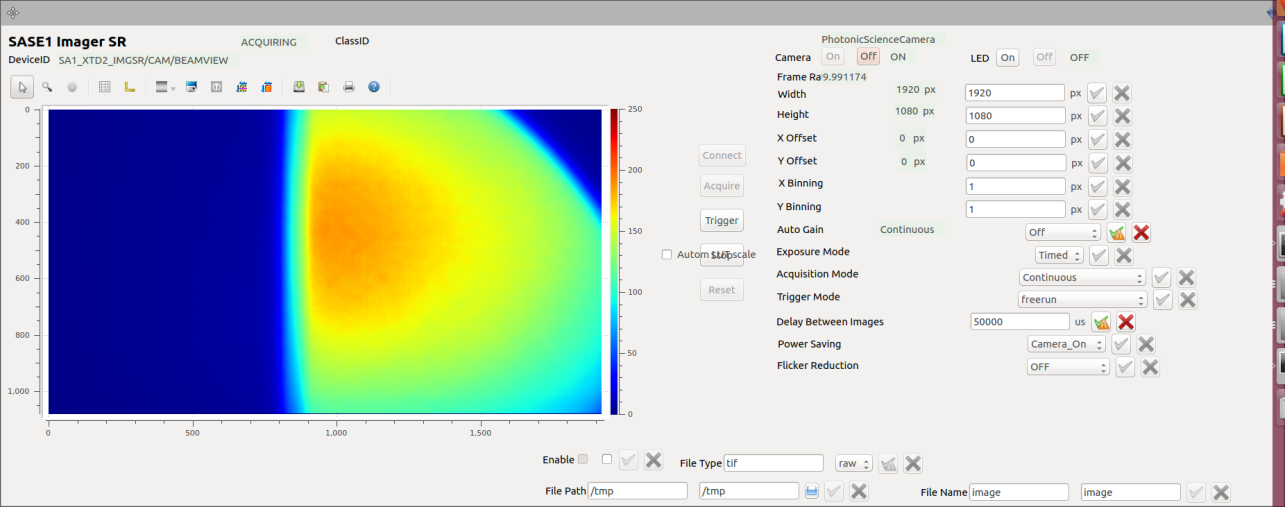 SASE1 Imager SR
ACQUIRING
ClassID
DeviceID SA1_XTD2_IMGSR/CAM/BEAMVIEW
PhotonicScienceCamera
Camera On Off ON
LED On Off OFF
Frame Ra 9.991174
Width 1920 px 1920 px
Height 1080 px 1080 px
X Offset 0 px 0 px
Y Offset 0 px 0 px
X Binning 1 px
Y Binning 1 px
Auto Gain Continuous Off
Exposure Mode Timed
Acquisition Mode Continuous
Trigger Mode freerun
Delay Between Images 50000 us
Power Saving Camera_On
Flicker Reduction OFF
Connect
Acquire
Trigger
Autom LUT scale
Stop
Reset
0
200
400
600
800
1,000
0 500 1,000 1,500
250
200
150
100
50
0
Enable
File Type tif raw
File Path /tmp /tmp
File Name image image